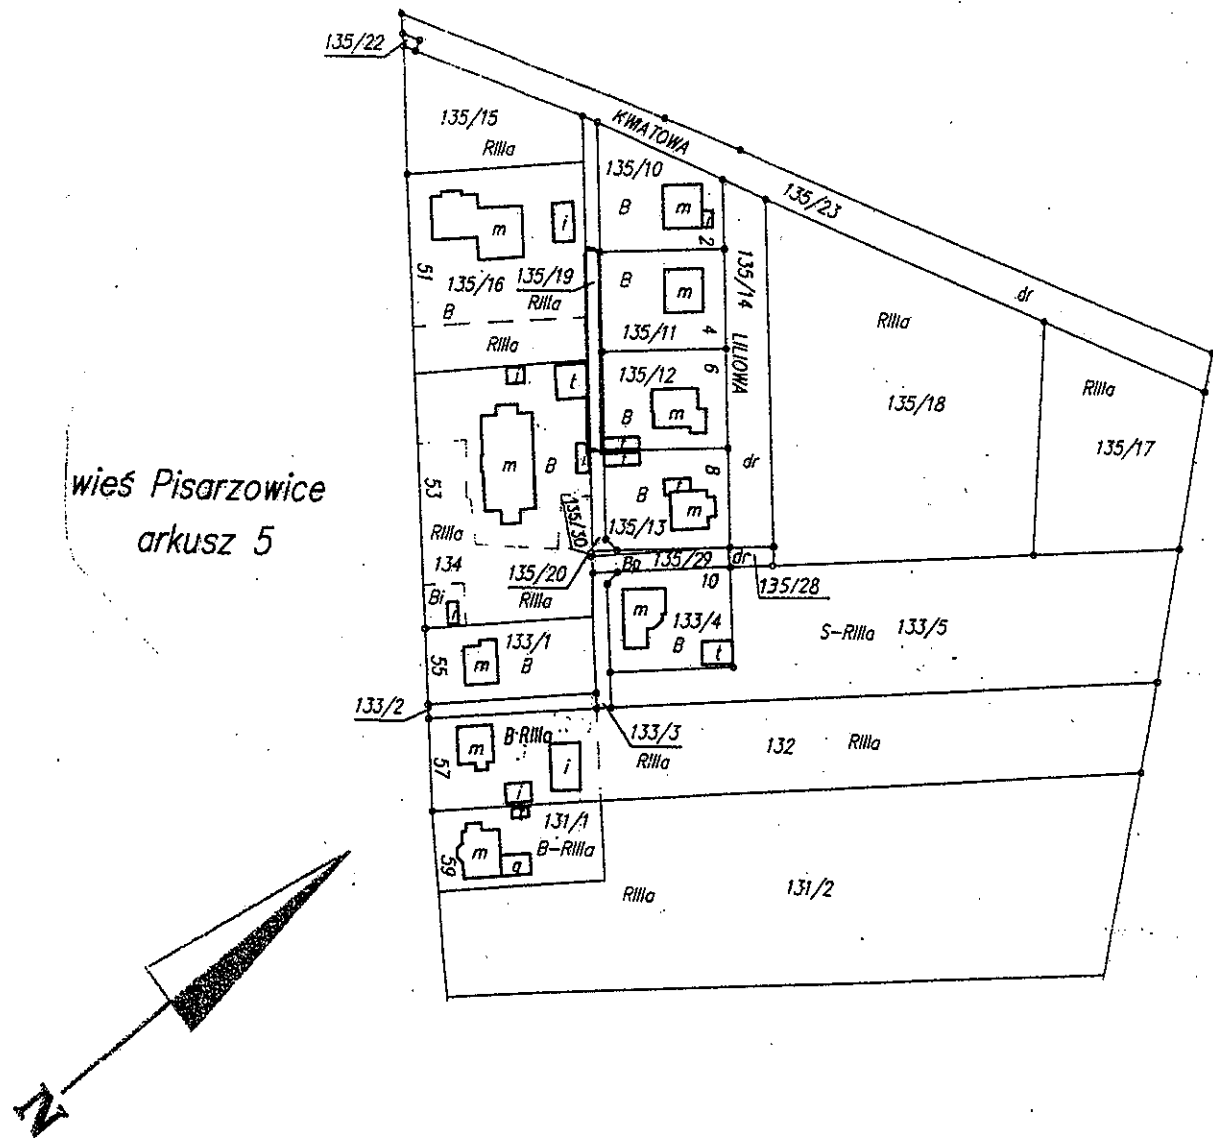 135/22
KWIATOWA
135/15
RIIIa
135/10
135/23
B
m
i
2
m
i
51
135/16
B
135/19
RIIIa
RIIIa
B
m
135/11
4
135/14 LILIOWA
dr
dr
RIIIa
135/18
RIIIa
135/17
6
135/12
B
m
i
t
m
B
i
53
RIIIa
134
Bi
8
B
t
m
135/13
135/30
135/20
RIIIa
Bp
135/29
dr
135/28
10
m
133/4
B
t
S-RIIIa
133/5
wieś Pisarzowice
arkusz 5
133/1
B
m
55
133/2
133/3
RIIIa
B-RIIIa
m
i
57
i
132
RIIIa
131/1
B-RIIIa
m
g
59
RIIIa
131/2
N